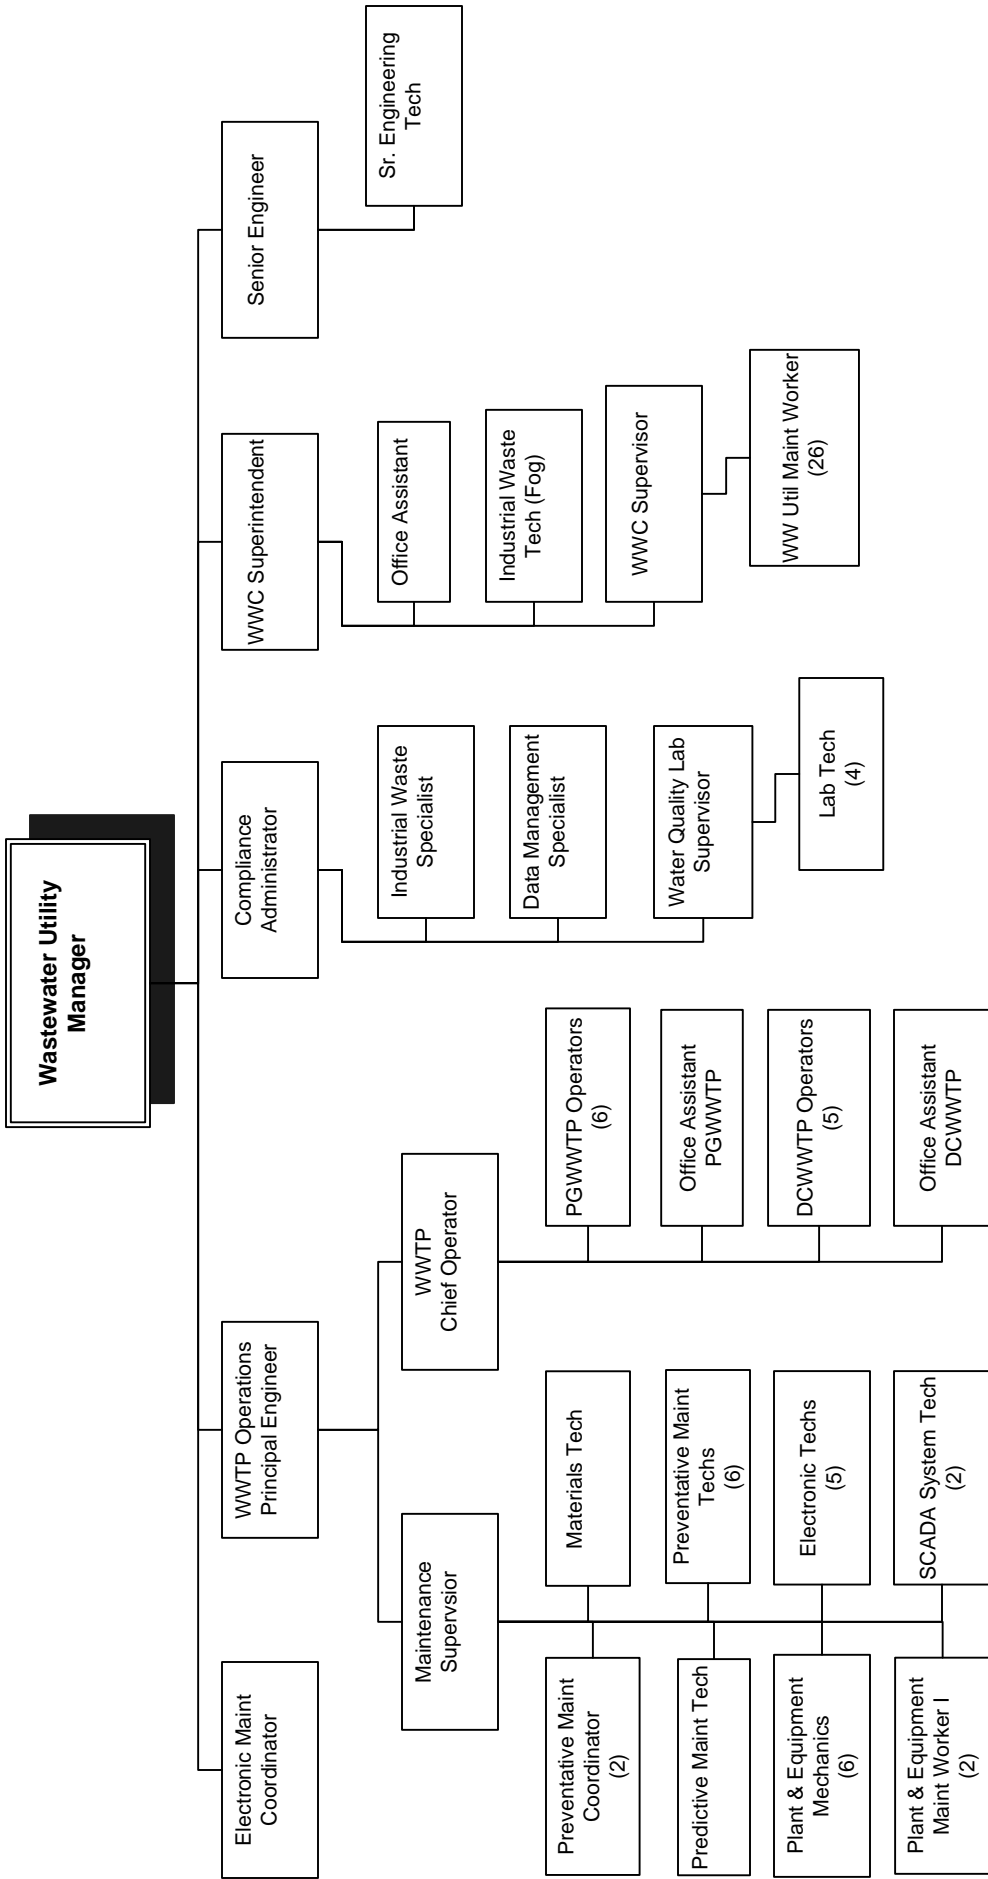 Wastewater Utility
Manager
Electronic Maint
Coordinator
WWTP Operations
Principal Engineer
Compliance
Administrator
WWC Superintendent
Senior Engineer
Maintenance
Supervsior
WWTP
Chief Operator
Preventative Maint
Coordinator
(2)
Predictive Maint Tech
Plant & Equipment
Mechanics
(6)
Plant & Equipment
Maint Worker I
(2)
Materials Tech
Preventative Maint
Techs
(6)
Electronic Techs
(5)
SCADA System Tech
(2)
PGWWTP Operators
(6)
Office Assistant
PGWWTP
DCWWTP Operators
(5)
Office Assistant
DCWWTP
Industrial Waste
Specialist
Data Management
Specialist
Water Quality Lab
Supervisor
Lab Tech
(4)
Office Assistant
Industrial Waste
Tech (Fog)
WWC Supervisor
WW Util Maint Worker
(26)
Sr. Engineering
Tech